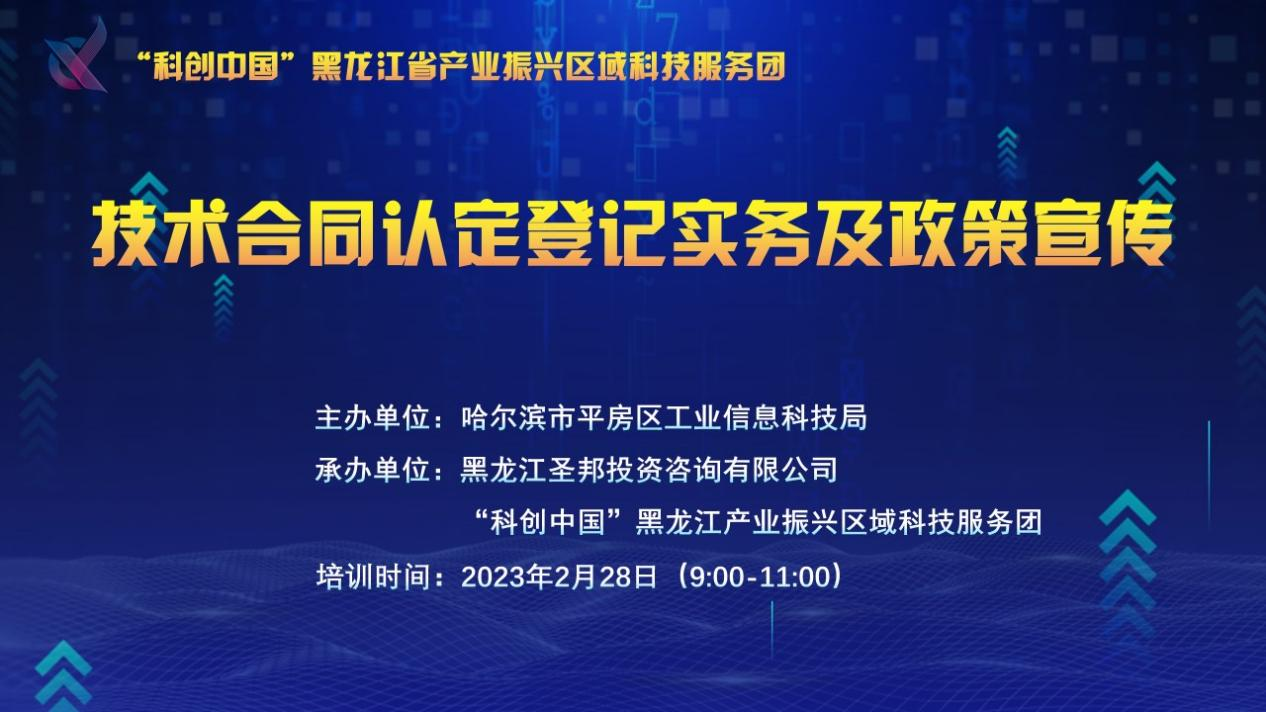 “科创中国”黑龙江省产业振兴区域科技服务团
技术合同认定登记实务及政策宣传
主办单位：哈尔滨市平房区工业信息科技局
承办单位：黑龙江圣邦投资咨询有限公司
“科创中国”黑龙江产业振兴区域科技服务团
培训时间：2023年2月28日（9:00-11:00）